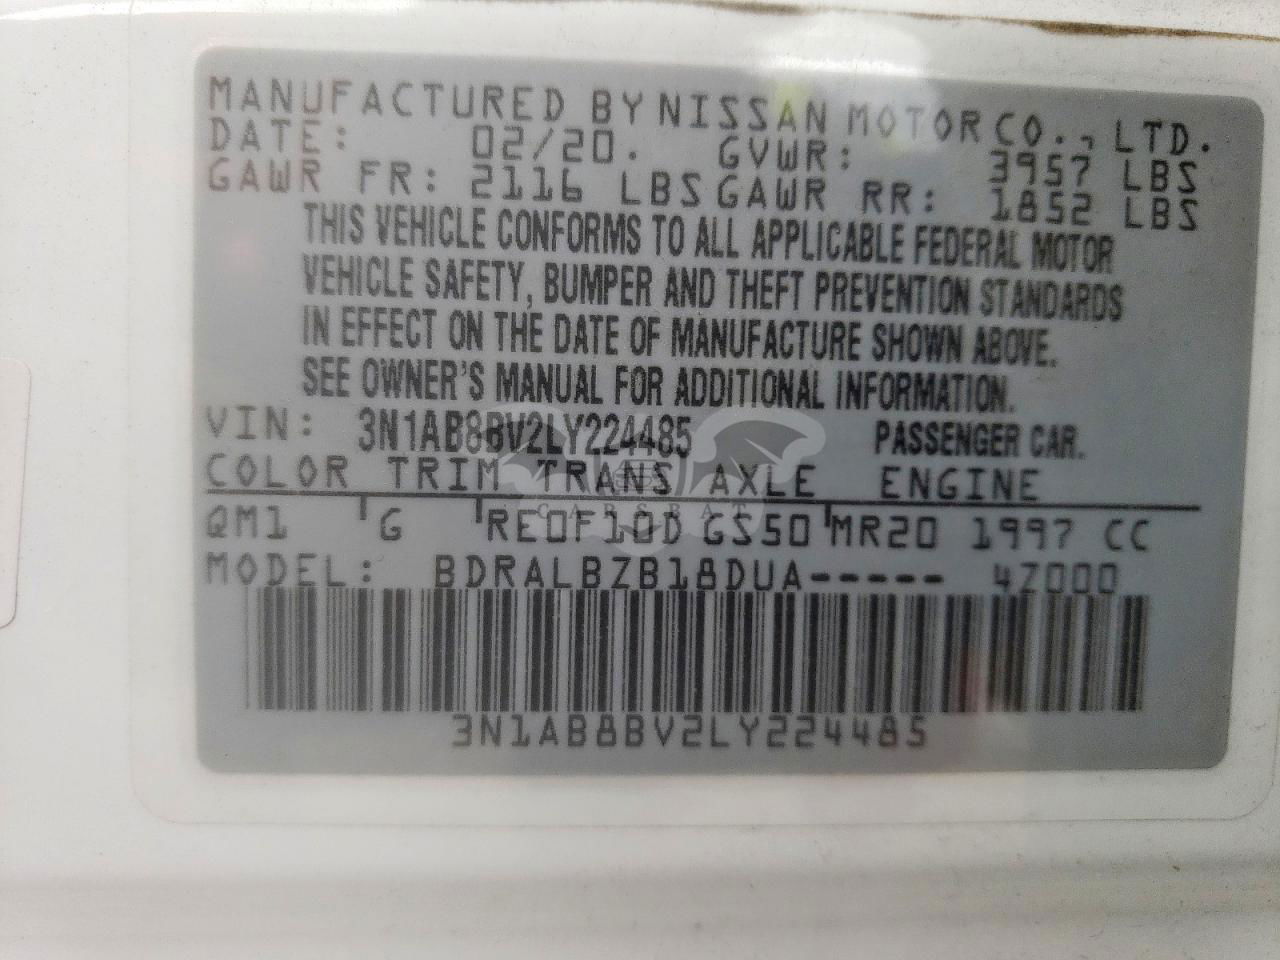 MANUFACTURED BY NISSAN MOTOR CO., LTD.
DATE: 02/20. GVWR: 3957 LBS
GAWR FR: 2116 LBS GAWR RR: 1852 LBS
THIS VEHICLE CONFORMS TO ALL APPLICABLE FEDERAL MOTOR
VEHICLE SAFETY, BUMPER AND THEFT PREVENTION STANDARDS
IN EFFECT ON THE DATE OF MANUFACTURE SHOWN ABOVE.
SEE OWNER'S MANUAL FOR ADDITIONAL INFORMATION.
VIN: 3N1AB8BV2LY224485 PASSENGER CAR.
COLOR TRIM TRANS AXLE ENGINE
CARSBAT
QM1 G RE0F10D GS50 MR20 1997 CC
MODEL: BDRALBZB18DUA----- 4Z000
3N1AB8BV2LY224485